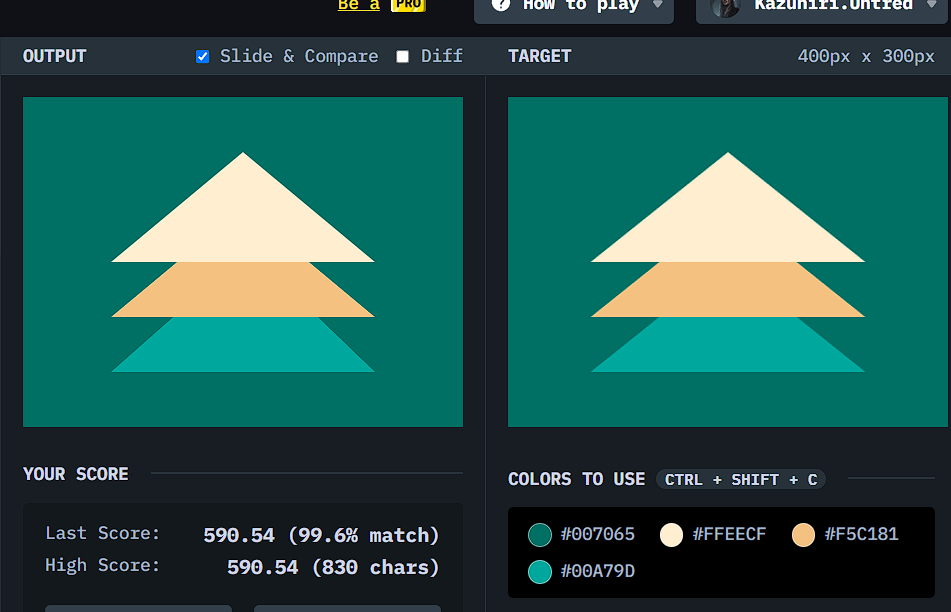 Be a PRO
? How to play ▼ Kazuhiri.Untred ▼
OUTPUT Slide & Compare Diff
TARGET 400px x 300px
YOUR SCORE
Last Score: 590.54 (99.6% match)
High Score: 590.54 (830 chars)
COLORS TO USE CTRL + SHIFT + C
#007065 #FFEECF #F5C181
#00A79D